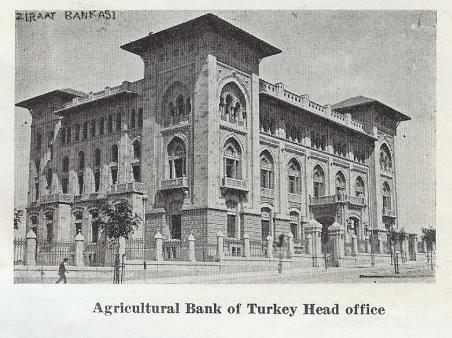 ZIRAAT BANKASI
Agricultural Bank of Turkey Head office